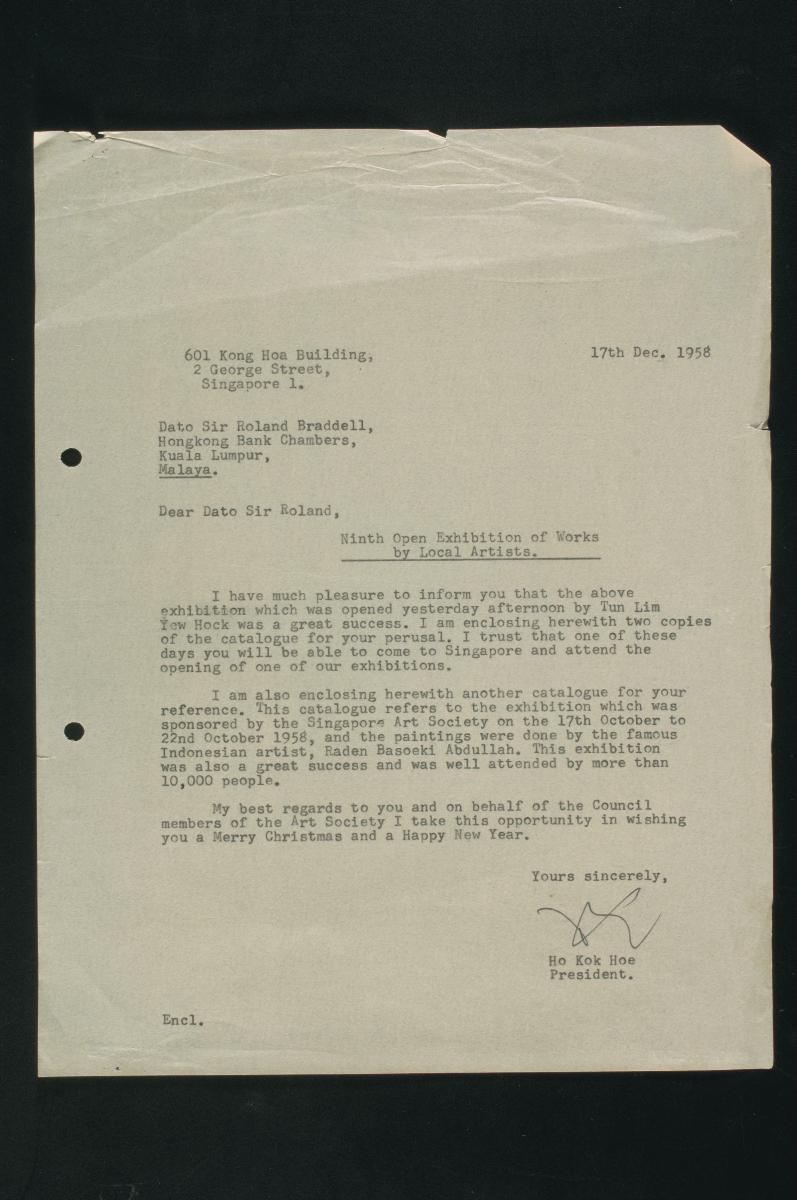 601 Kong Hoa Building,
2 George Street,
Singapore 1.
17th Dec. 1958
Dato Sir Roland Braddell,
Hongkong Bank Chambers,
Kuala Lumpur,
Malaya.
Dear Dato Sir Roland,
Ninth Open Exhibition of Works
by Local Artists.
I have much pleasure to inform you that the above
exhibition which was opened yesterday afternoon by Tun Lim
Yew Hock was a great success. I am enclosing herewith two copies
of the catalogue for your perusal. I trust that one of these
days you will be able to come to Singapore and attend the
opening of one of our exhibitions.
I am also enclosing herewith another catalogue for your
reference. This catalogue refers to the exhibition which was
sponsored by the Singapore Art Society on the 17th October to
22nd October 1958, and the paintings were done by the famous
Indonesian artist, Raden Basoeki Abdullah. This exhibition
was also a great success and was well attended by more than
10,000 people.
My best regards to you and on behalf of the Council
members of the Art Society I take this opportunity in wishing
you a Merry Christmas and a Happy New Year.
Yours sincerely,
Ho Kok Hoe
President.
Encl.